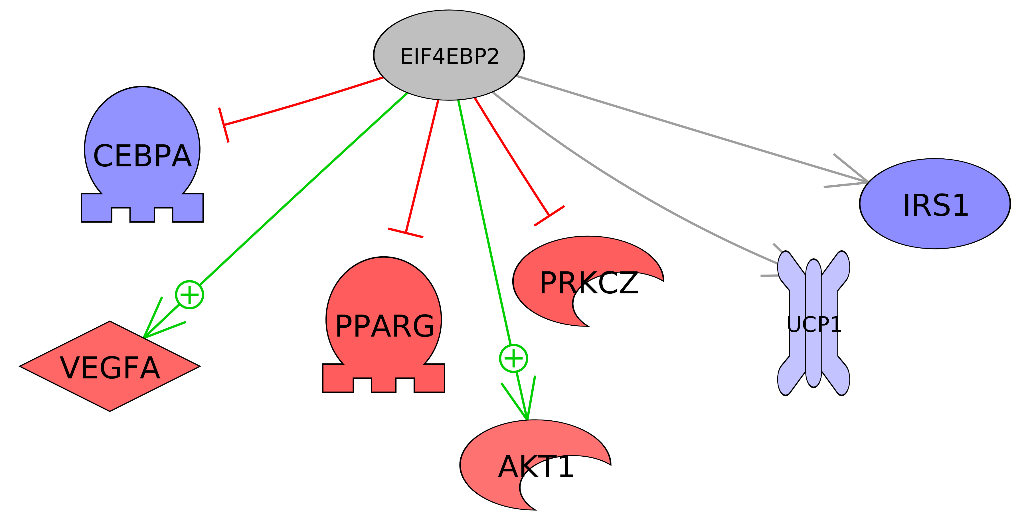 EIF4EBP2
CEBPA
IRS1
PRKCZ
UCP1
PPARG
VEGFA
AKT1